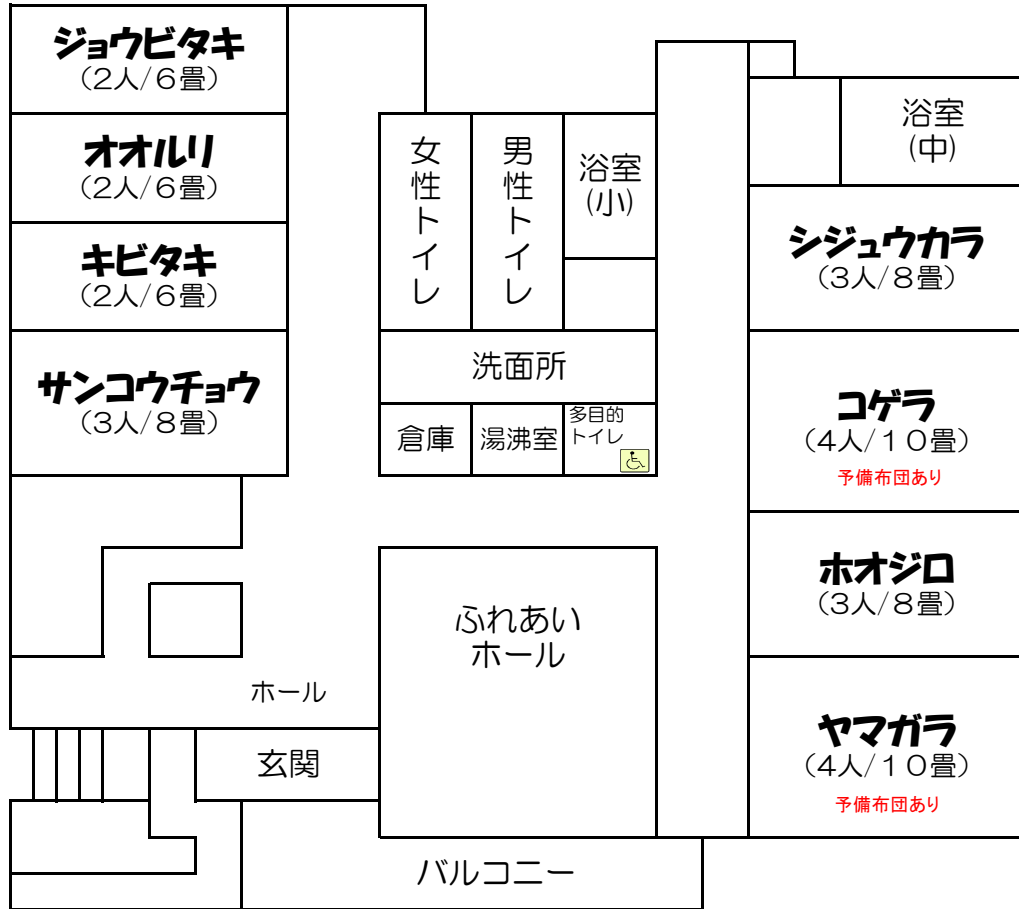 ジョウビタキ
(2人/6畳)
オオルリ
(2人/6畳)
キビタキ
(2人/6畳)
サンコウチョウ
(3人/8畳)
女性トイレ
男性トイレ
浴室
(小)
洗面所
倉庫
湯沸室
多目的
トイレ
浴室
(中)
シジュウカラ
(3人/8畳)
コゲラ
(4人/10畳)
予備布団あり
ホオジロ
(3人/8畳)
ヤマガラ
(4人/10畳)
予備布団あり
ふれあい
ホール
ホール
玄関
バルコニー